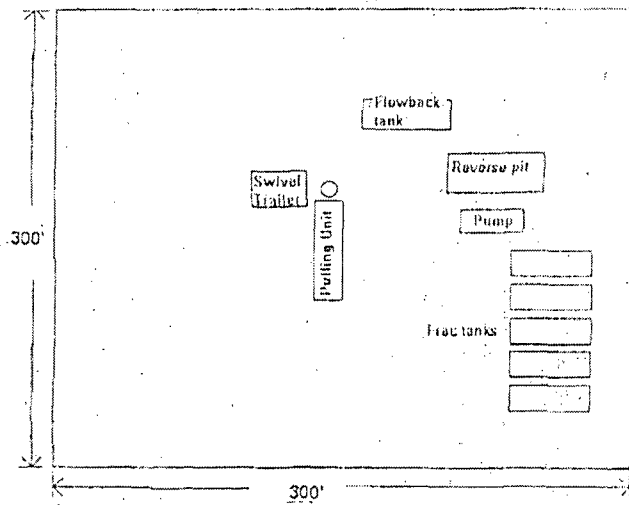 Flowback
tank
Reverse pit
Swivel
Trailer
Pump
300'
Pulling Unit
Frac tanks
300'